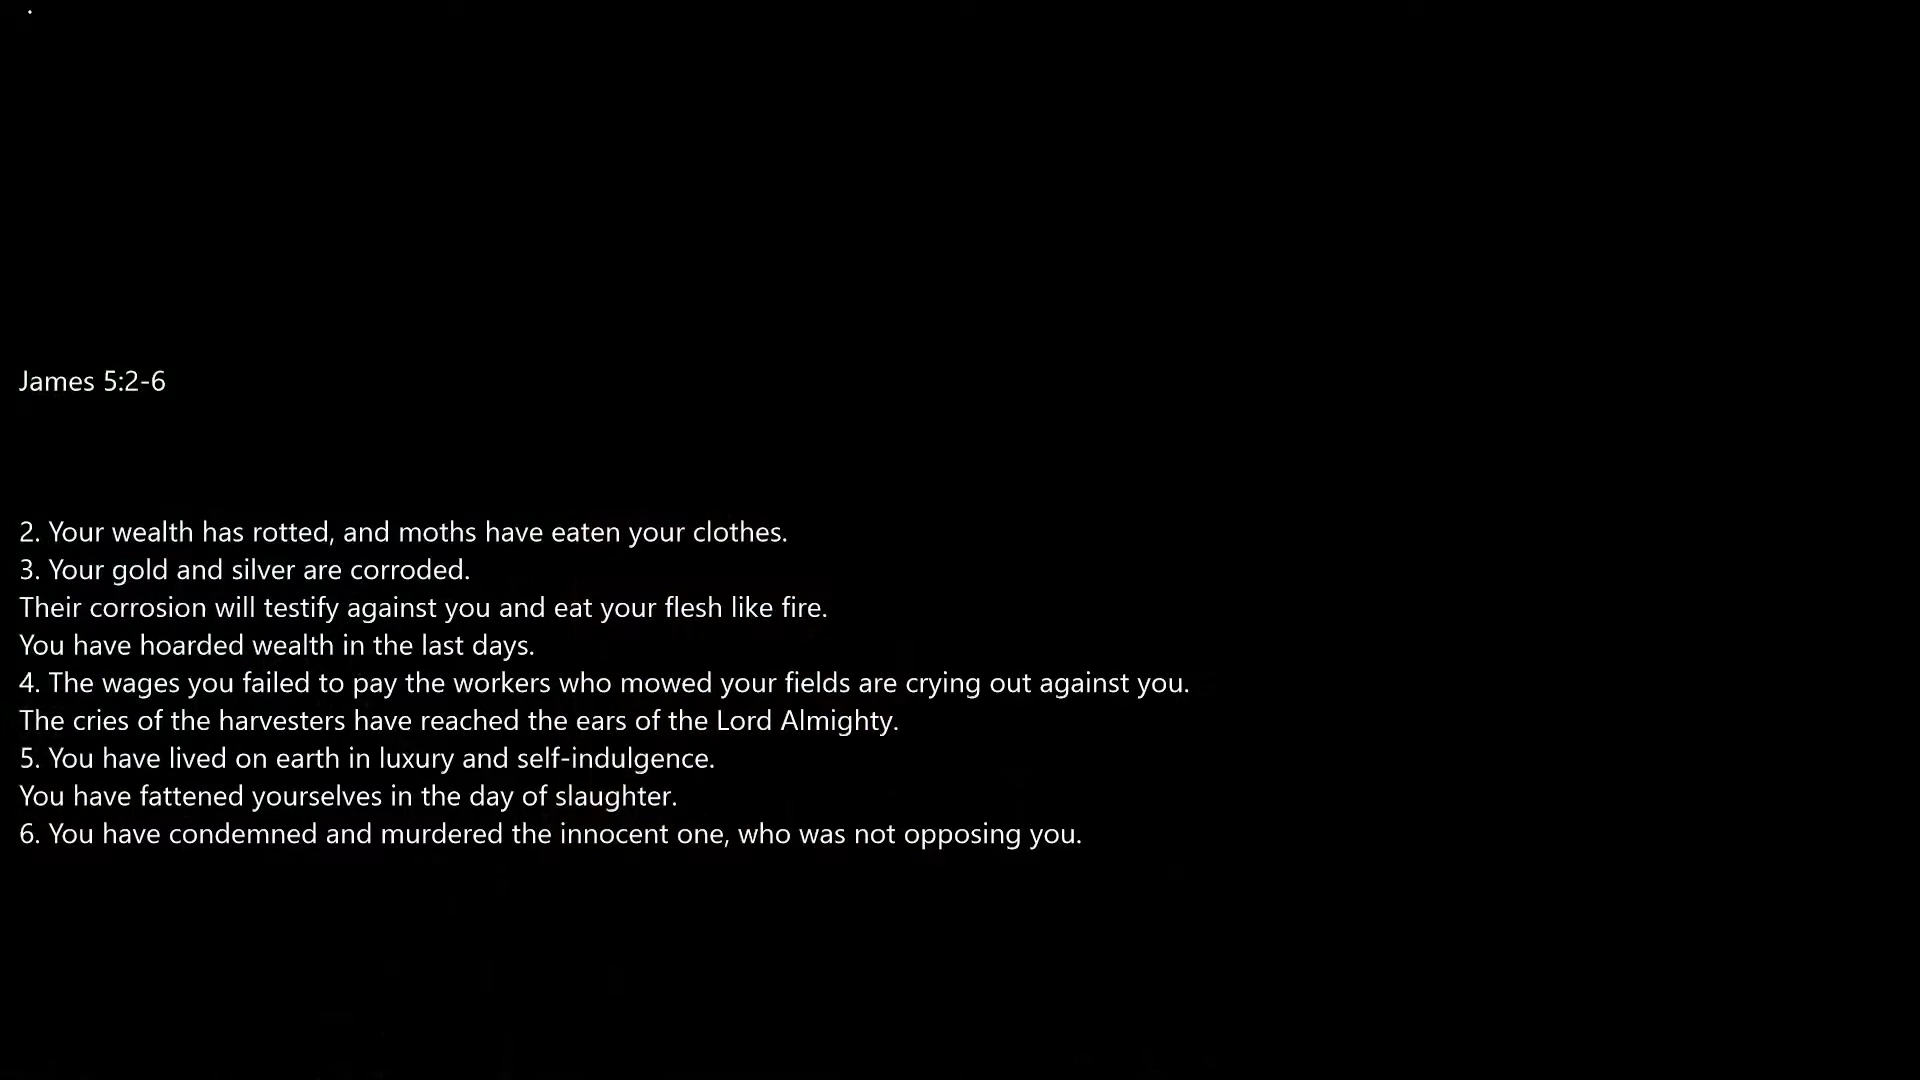 James 5:2-6
2. Your wealth has rotted, and moths have eaten your clothes.
3. Your gold and silver are corroded.
Their corrosion will testify against you and eat your flesh like fire.
You have hoarded wealth in the last days.
4. The wages you failed to pay the workers who mowed your fields are crying out against you.
The cries of the harvesters have reached the ears of the Lord Almighty.
5. You have lived on earth in luxury and self-indulgence.
You have fattened yourselves in the day of slaughter.
6. You have condemned and murdered the innocent one, who was not opposing you.